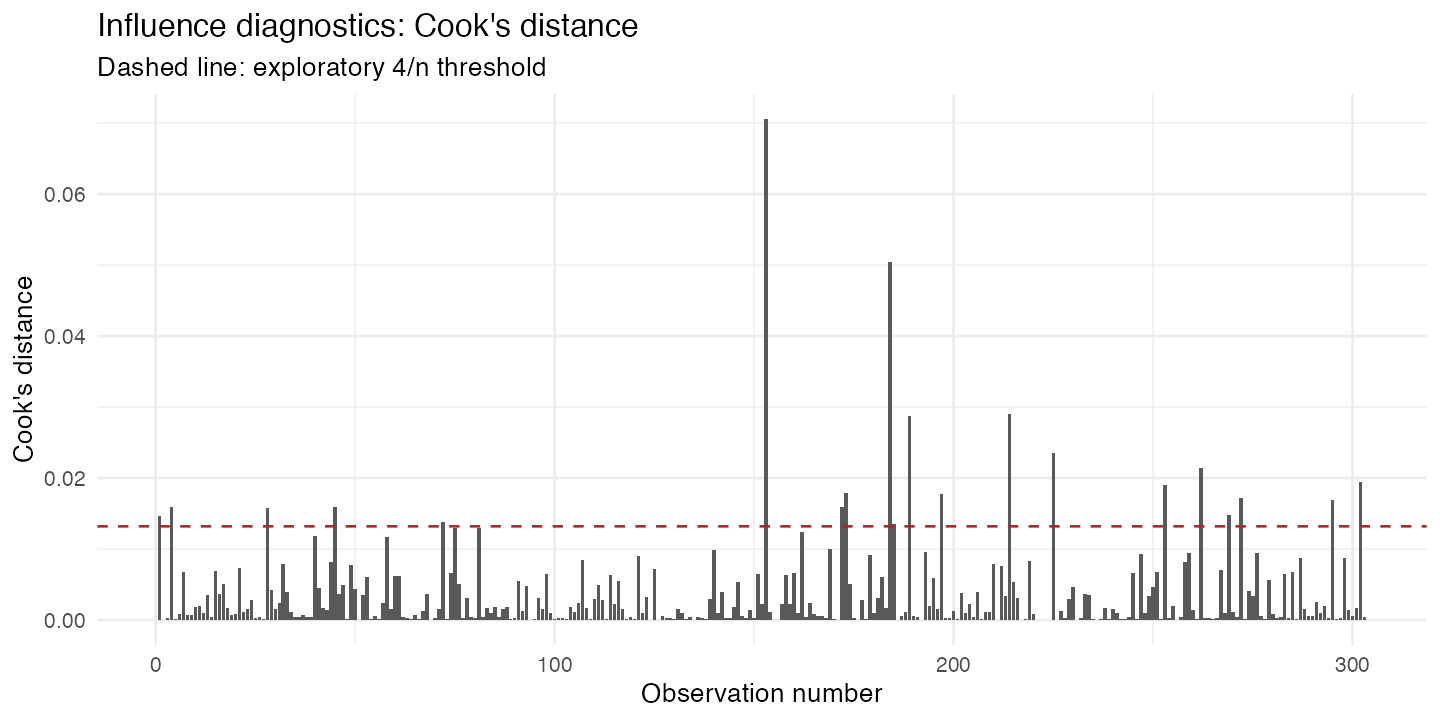 Influence diagnostics: Cook's distance
Dashed line: exploratory 4/n threshold
Cook's distance
0.06
0.04
0.02
0.00
0 100 200 300
Observation number